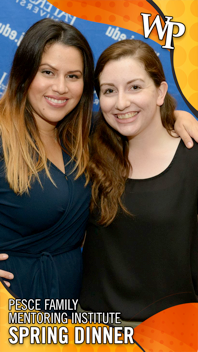 WP
PESCE FAMILY
MENTORING INSTITUTE
SPRING DINNER